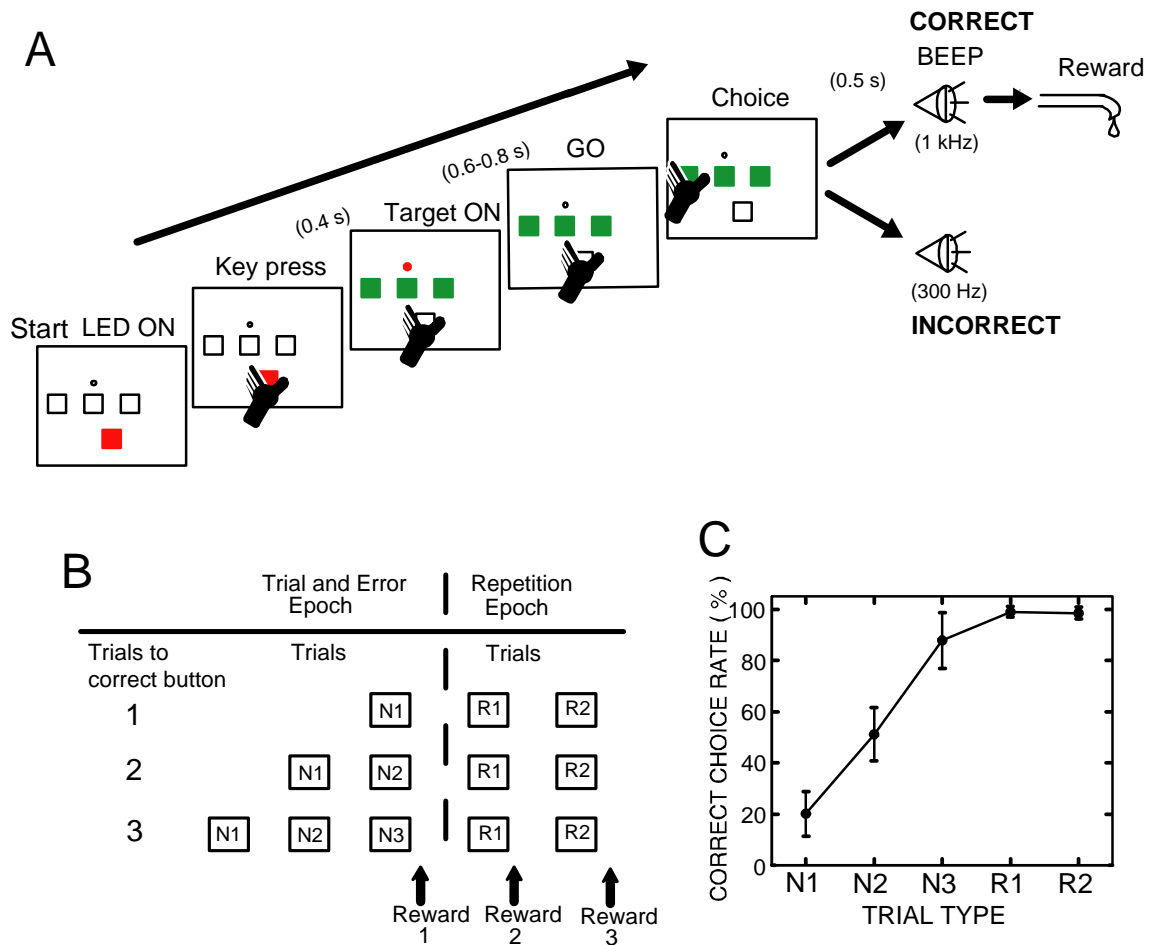 A
CORRECT
BEEP
Reward
(0.5 s)
(1 kHz)
Choice
GO
(0.6-0.8 s)
Target ON
(0.4 s)
Key press
Start LED ON
(300 Hz)
INCORRECT
B
Trial and Error
Epoch
Repetition
Epoch
Trials to
correct button
Trials
Trials
1
N1
R1
R2
2
N1
N2
R1
R2
3
N1
N2
N3
R1
R2
Reward
1
Reward
2
Reward
3
C
CORRECT CHOICE RATE ( % )
100
80
60
40
20
0
N1
N2
N3
R1
R2
TRIAL TYPE